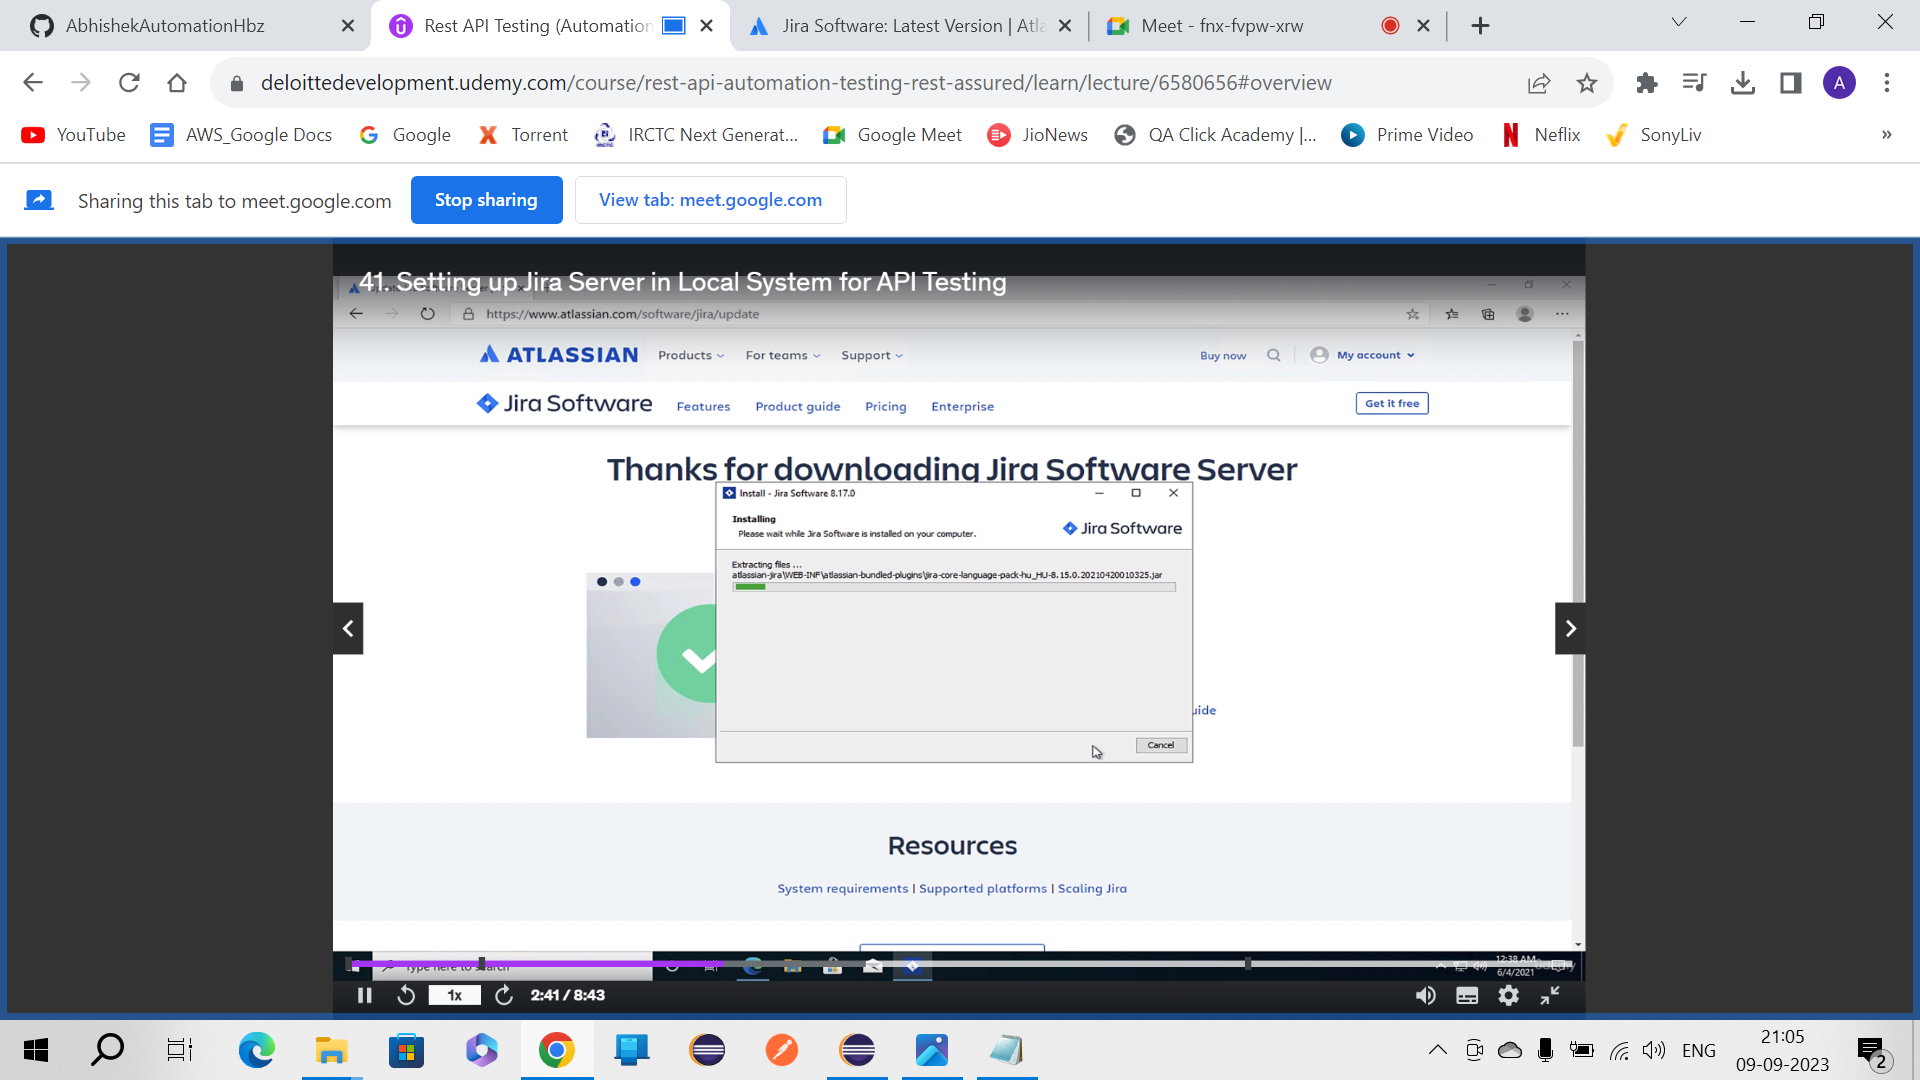 AbhishekAutomationHbz
Rest API Testing (Automation
Jira Software: Latest Version | Atla
Meet - fnx-fvpw-xrw
deloittedevelopment.udemy.com/course/rest-api-automation-testing-rest-assured/learn/lecture/6580656#overview
A
YouTube
AWS_Google Docs
Google
Torrent
IRCTC Next Generat...
Google Meet
JioNews
QA Click Academy |...
Prime Video
Neflix
SonyLiv
»
Sharing this tab to meet.google.com
Stop sharing
View tab: meet.google.com
41. Setting up Jira Server in Local System for API Testing
https://www.atlassian.com/software/jira/update
ATLASSIAN
Products
For teams
Support
Buy now
My account
Jira Software
Features
Product guide
Pricing
Enterprise
Get it free
Thanks for downloading Jira Software Server
Install - Jira Software 8.17.0
Installing
Please wait while Jira Software is installed on your computer.
Jira Software
Extracting files ...
atlassian-jira\WEB-INF\atlassian-bundled-plugins\jira-core-language-pack-hu_HU-8.15.0.20210420010325.jar
uide
Cancel
Resources
System requirements | Supported platforms | Scaling Jira
Type here to search
12:38 AM
6/4/2021
1x
2:41 / 8:43
ENG
21:05
09-09-2023
2